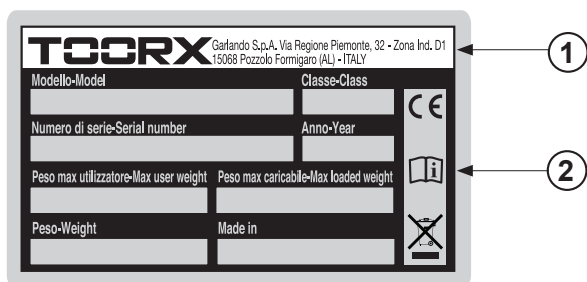 TOORX
Garlando S.p.A. Via Regione Piemonte, 32 - Zona Ind. D1
15068 Pozzolo Formigaro (AL) - ITALY
1
Modello-Model
Classe-Class
CE
Numero di serie-Serial number
Anno-Year
Peso max utilizzatore-Max user weight
Peso max caricabile-Max loaded weight
i
2
Peso-Weight
Made in